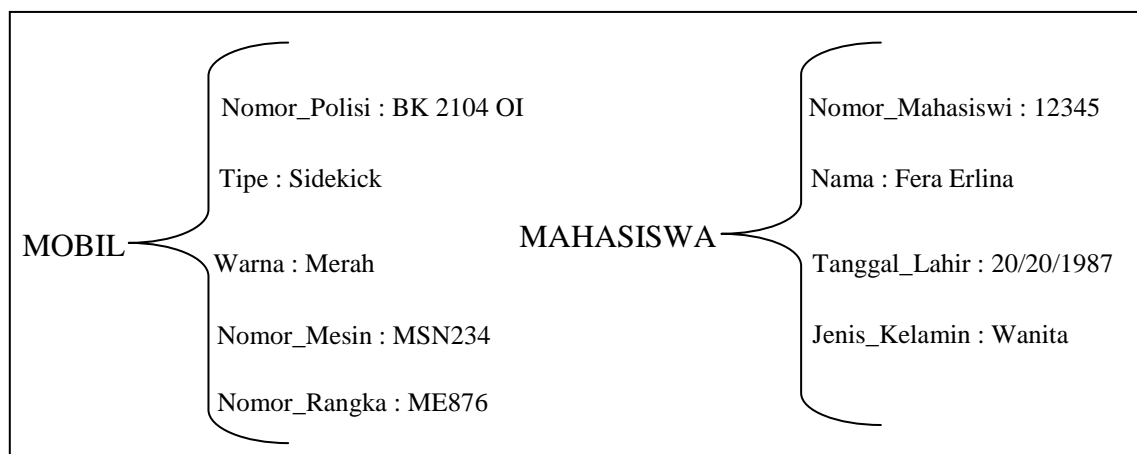 MOBIL
Nomor_Polisi : BK 2104 OI
Tipe : Sidekick
Warna : Merah
Nomor_Mesin : MSN234
Nomor_Rangka : ME876
MAHASISWA
Nomor_Mahasiswi : 12345
Nama : Fera Erlina
Tanggal_Lahir : 20/20/1987
Jenis_Kelamin : Wanita